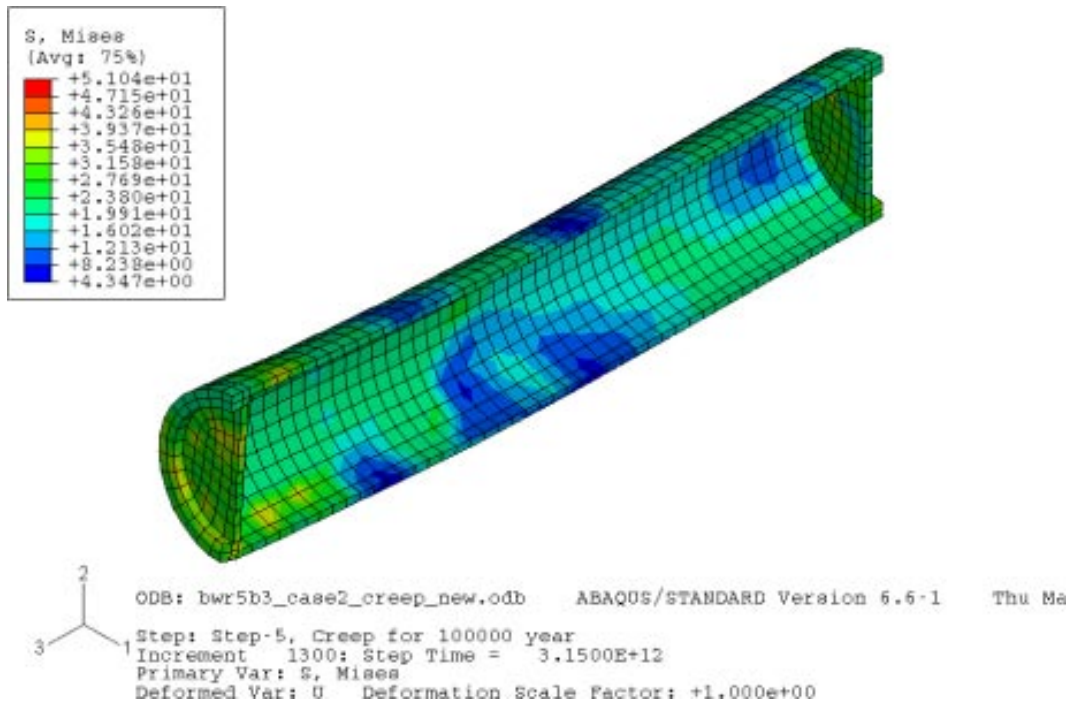 S, Mises
(Avg: 75%)
+5.104e+01
+4.715e+01
+4.326e+01
+3.937e+01
+3.548e+01
+3.158e+01
+2.769e+01
+2.380e+01
+1.991e+01
+1.602e+01
+1.213e+01
+8.238e+00
+4.347e+00
2
3
1
ODB: bwr5b3_case2_creep_new.odb ABAQUS/STANDARD Version 6.6-1 Thu Ma
Step: Step-5, Creep for 100000 year
Increment 1300: Step Time = 3.1500E+12
Primary Var: S, Mises
Deformed Var: U Deformation Scale Factor: +1.000e+00